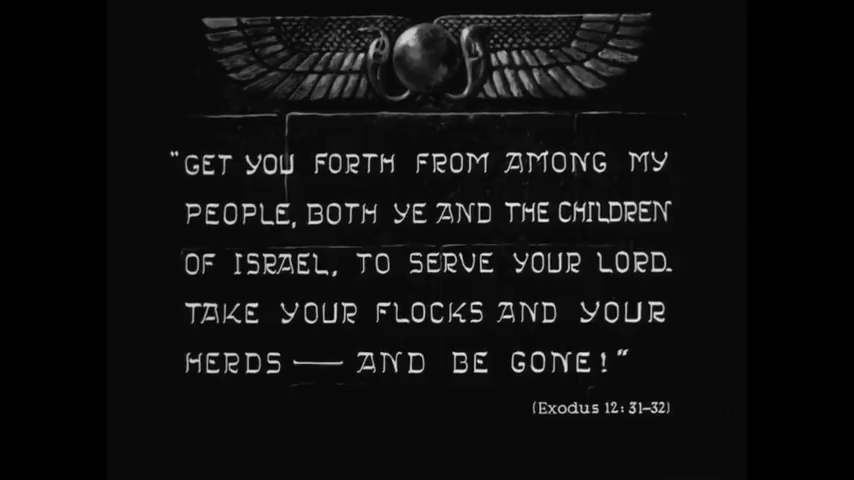 "GET YOU FORTH FROM AMONG MY
PEOPLE, BOTH YE AND THE CHILDREN
OF ISRAEL, TO SERVE YOUR LORD.
TAKE YOUR FLOCKS AND YOUR
HERDS — AND BE GONE!"
(Exodus 12:31-32)